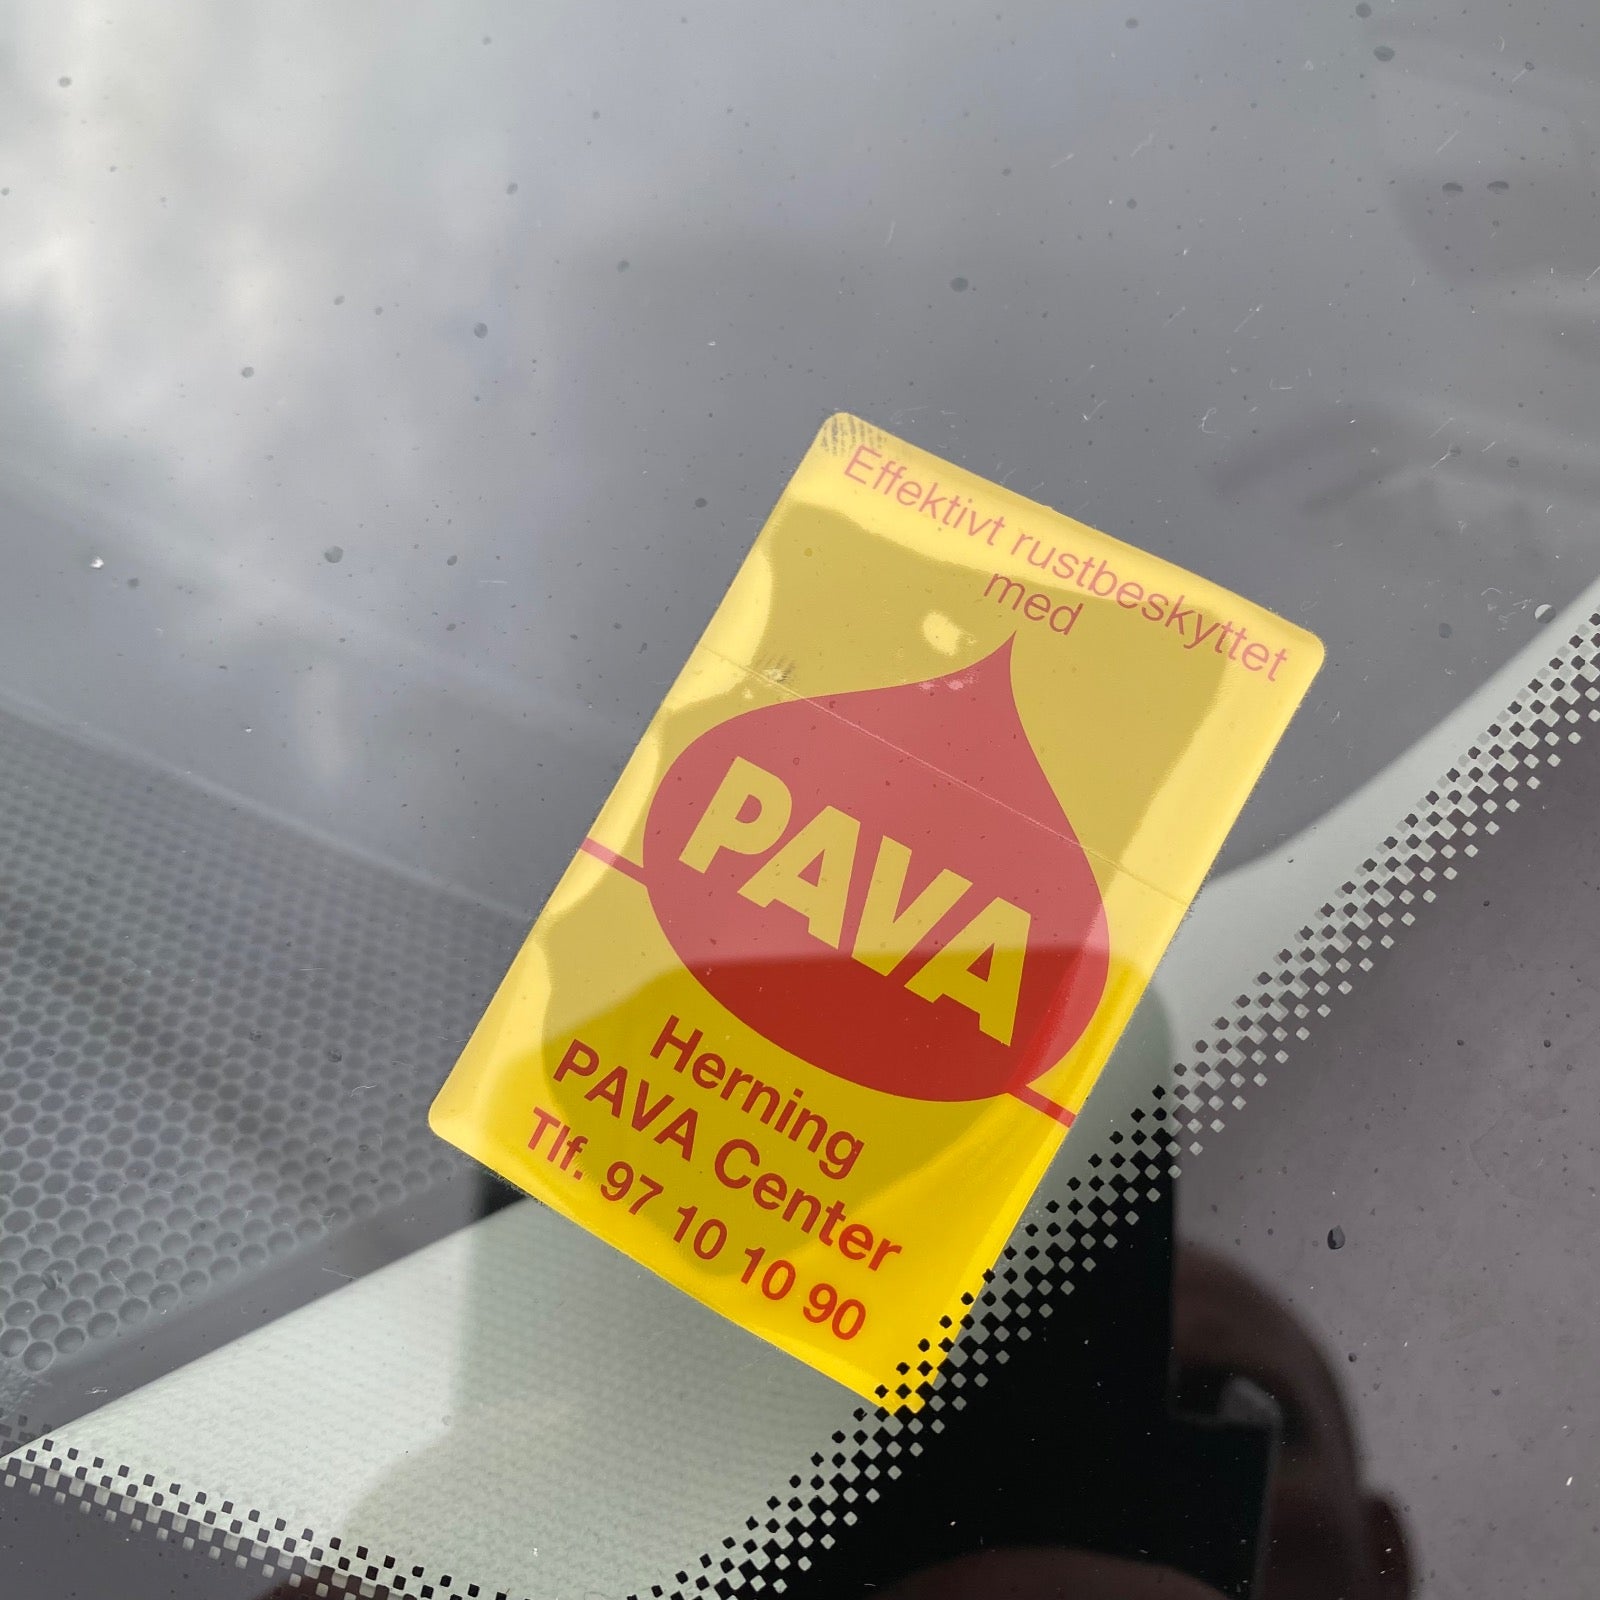 Effektivt rustbeskyttet
med
PAVA
Herning
PAVA Center
Tlf. 97 10 10 90